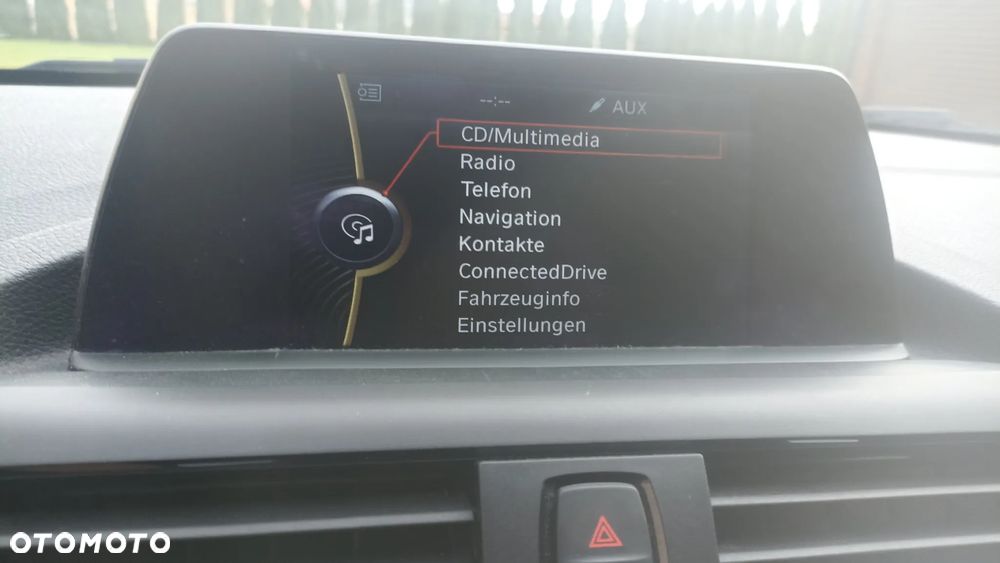 --:-- AUX
CD/Multimedia
Radio
Telefon
Navigation
Kontakte
ConnectedDrive
Fahrzeuginfo
Einstellungen
OTOMOTO